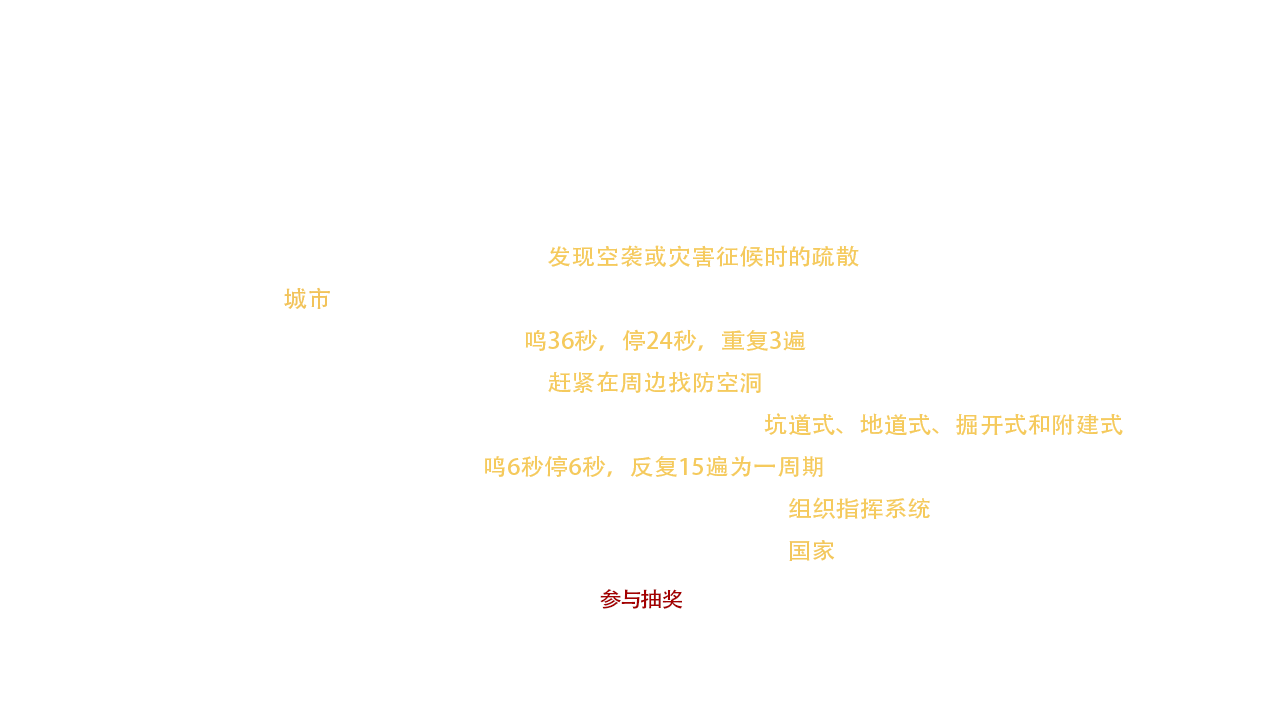 发现空袭或灾害征候时的疏散
城市
鸣36秒，停24秒，重复3遍
赶紧在周边找防空洞
坑道式、地道式、掘开式和附建式
鸣6秒停6秒，反复15遍为一周期
组织指挥系统
国家
参与抽奖